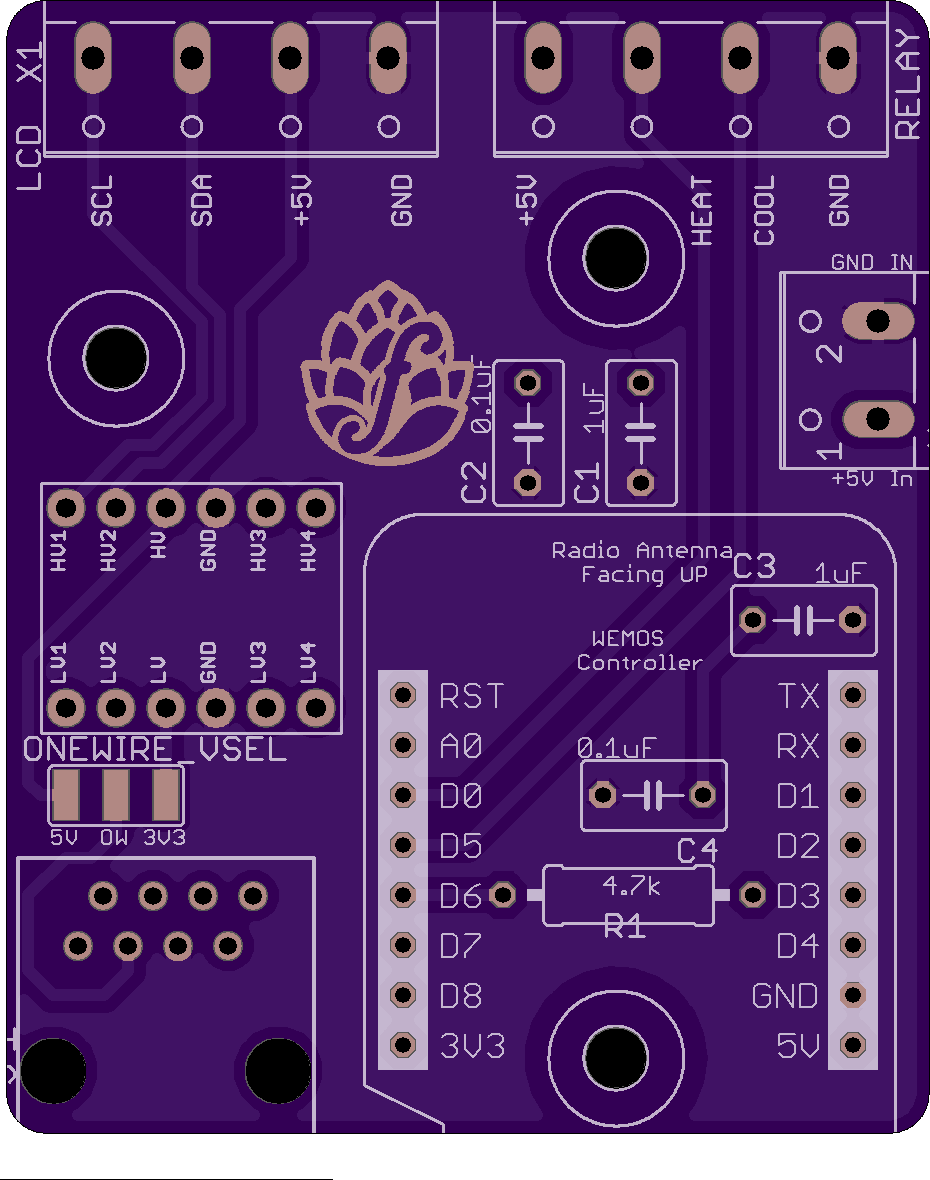 LCD X1
RELAY
SCL
SDA
+5V
GND
+5V
HEAT
COOL
GND
GND IN
2
1
+5V In
0.1uF
C2
1uF
C1
HV1
HV2
HV
GND
HV3
HV4
LV1
LV2
LV
GND
LV3
LV4
Radio Antenna
Facing UP
C3
1uF
WEMOS
Controller
ONEWIRE_VSEL
5V OW 3V3
RST
A0
D0
D5
D6
D7
D8
3V3
TX
RX
D1
D2
D3
D4
GND
5V
0.1uF
C4
4.7k
R1